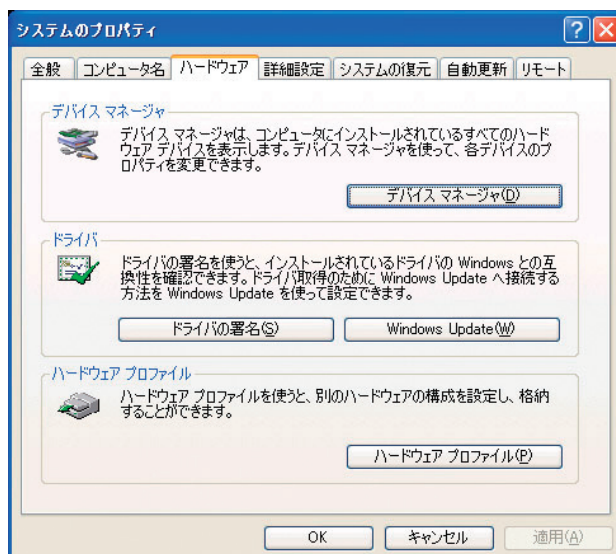 システムのプロパティ
全般 コンピュータ名 ハードウェア 詳細設定 システムの復元 自動更新 リモート
デバイス マネージャ
デバイス マネージャは、コンピュータにインストールされているすべてのハード
ウェア デバイスを表示します。デバイス マネージャを使って、各デバイスのプ
ロパティを変更できます。
デバイス マネージャ(D)
ドライバ
ドライバの署名を使うと、インストールされているドライバの Windows との互
換性を確認できます。ドライバ取得のために Windows Update へ接続する
方法を Windows Update を使って設定できます。
ドライバの署名(S) Windows Update(W)
ハードウェア プロファイル
ハードウェア プロファイルを使うと、別のハードウェアの構成を設定し、格納
することができます。
ハードウェア プロファイル(P)
OK キャンセル 適用(A)